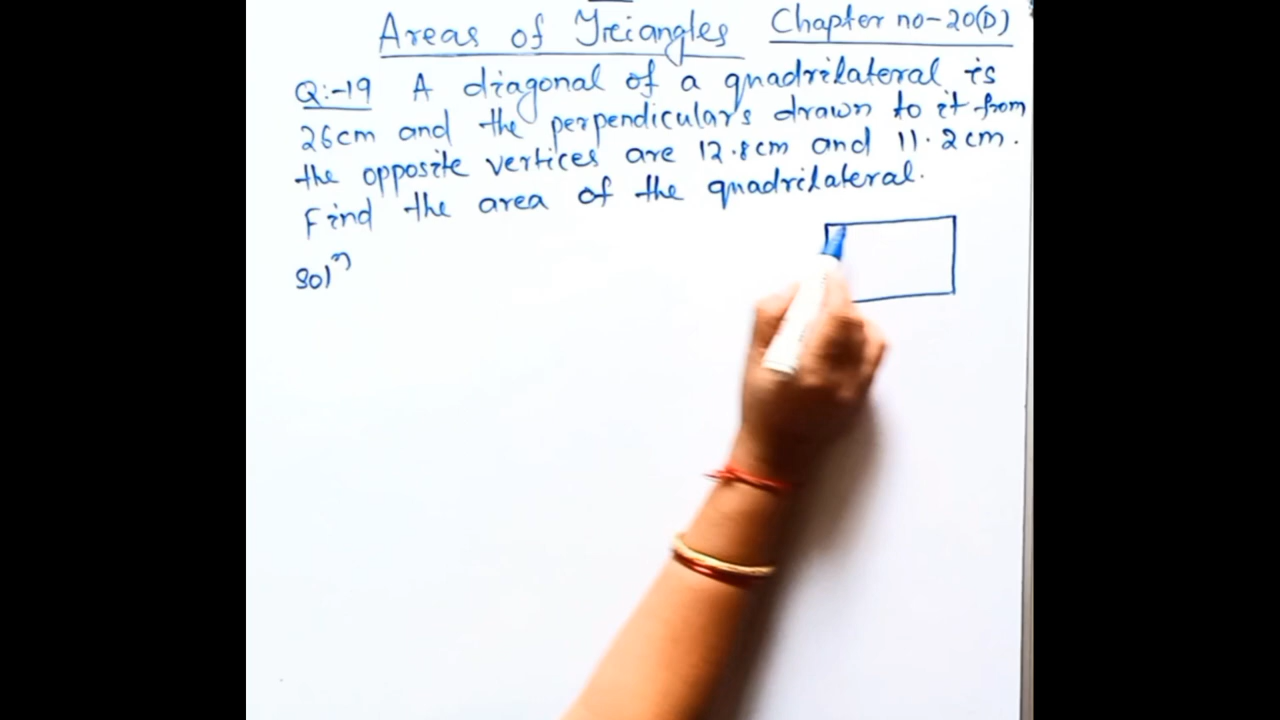 Areas of Treiangles Chapter no-20(D)
Q:-19 A diagonal of a quadrilateral is
26cm and the perpendiculars drawn to it from
the opposite vertices are 12.8cm and 11.2cm.
Find the area of the quadrilateral.
Solⁿ